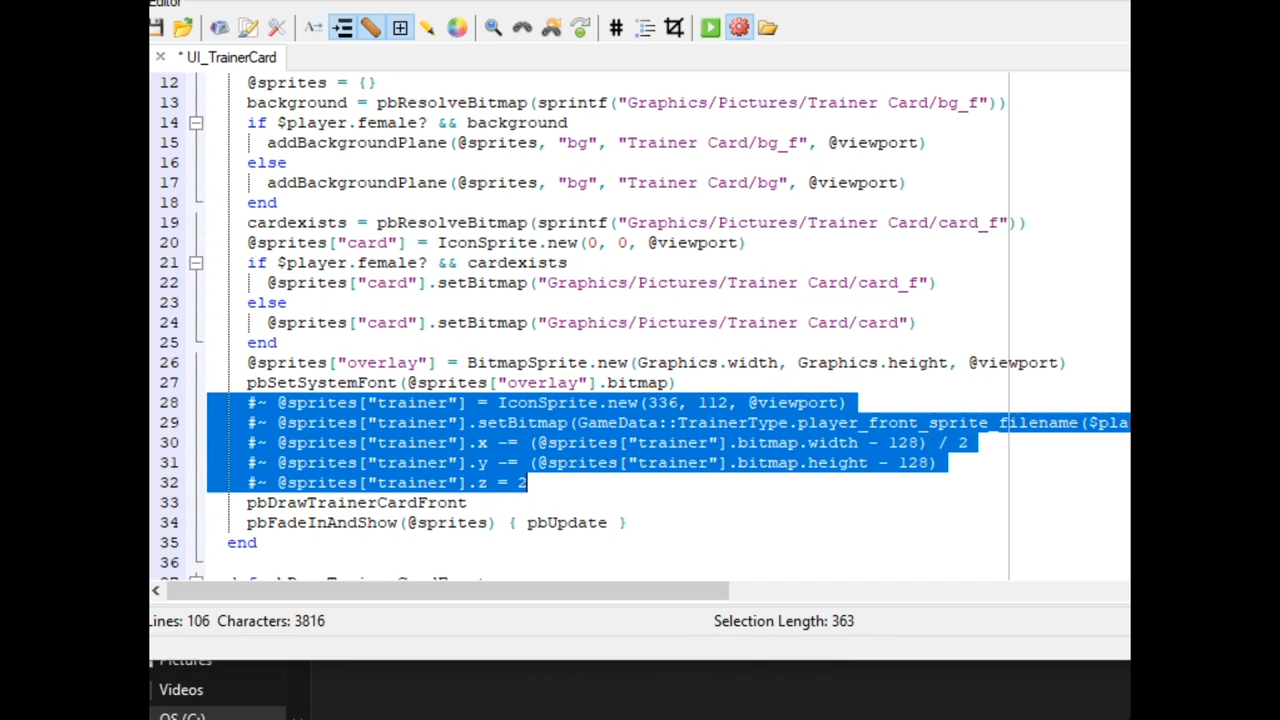 Editor
* UI_TrainerCard
12 @sprites = {}
13 background = pbResolveBitmap(sprintf("Graphics/Pictures/Trainer Card/bg_f"))
14 if $player.female? && background
15 addBackgroundPlane(@sprites, "bg", "Trainer Card/bg_f", @viewport)
16 else
17 addBackgroundPlane(@sprites, "bg", "Trainer Card/bg", @viewport)
18 end
19 cardexists = pbResolveBitmap(sprintf("Graphics/Pictures/Trainer Card/card_f"))
20 @sprites["card"] = IconSprite.new(0, 0, @viewport)
21 if $player.female? && cardexists
22 @sprites["card"].setBitmap("Graphics/Pictures/Trainer Card/card_f")
23 else
24 @sprites["card"].setBitmap("Graphics/Pictures/Trainer Card/card")
25 end
26 @sprites["overlay"] = BitmapSprite.new(Graphics.width, Graphics.height, @viewport)
27 pbSetSystemFont(@sprites["overlay"].bitmap)
28 #~ @sprites["trainer"] = IconSprite.new(336, 112, @viewport)
29 #~ @sprites["trainer"].setBitmap(GameData::TrainerType.player_front_sprite_filename($pla
30 #~ @sprites["trainer"].x -= (@sprites["trainer"].bitmap.width - 128) / 2
31 #~ @sprites["trainer"].y -= (@sprites["trainer"].bitmap.height - 128)
32 #~ @sprites["trainer"].z = 2
33 pbDrawTrainerCardFront
34 pbFadeInAndShow(@sprites) { pbUpdate }
35 end
36
Lines: 106 Characters: 3816 Selection Length: 363
Pictures
Videos
OS (C:)